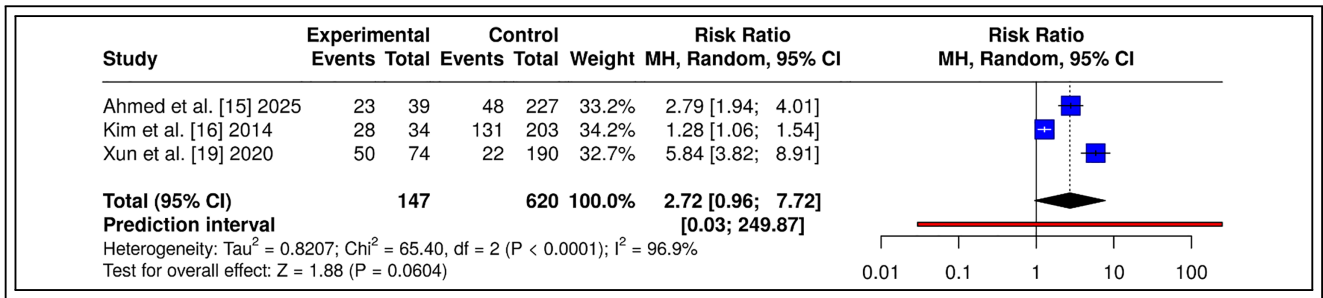 Experimental Control Risk Ratio Risk Ratio
Study Events Total Events Total Weight MH, Random, 95% CI MH, Random, 95% CI
Ahmed et al. [15] 2025 23 39 48 227 33.2% 2.79 [1.94; 4.01]
Kim et al. [16] 2014 28 34 131 203 34.2% 1.28 [1.06; 1.54]
Xun et al. [19] 2020 50 74 22 190 32.7% 5.84 [3.82; 8.91]
Total (95% CI) 147 620 100.0% 2.72 [0.96; 7.72]
Prediction interval [0.03; 249.87]
Heterogeneity: Tau² = 0.8207; Chi² = 65.40, df = 2 (P < 0.0001); I² = 96.9%
Test for overall effect: Z = 1.88 (P = 0.0604)
0.01 0.1 1 10 100